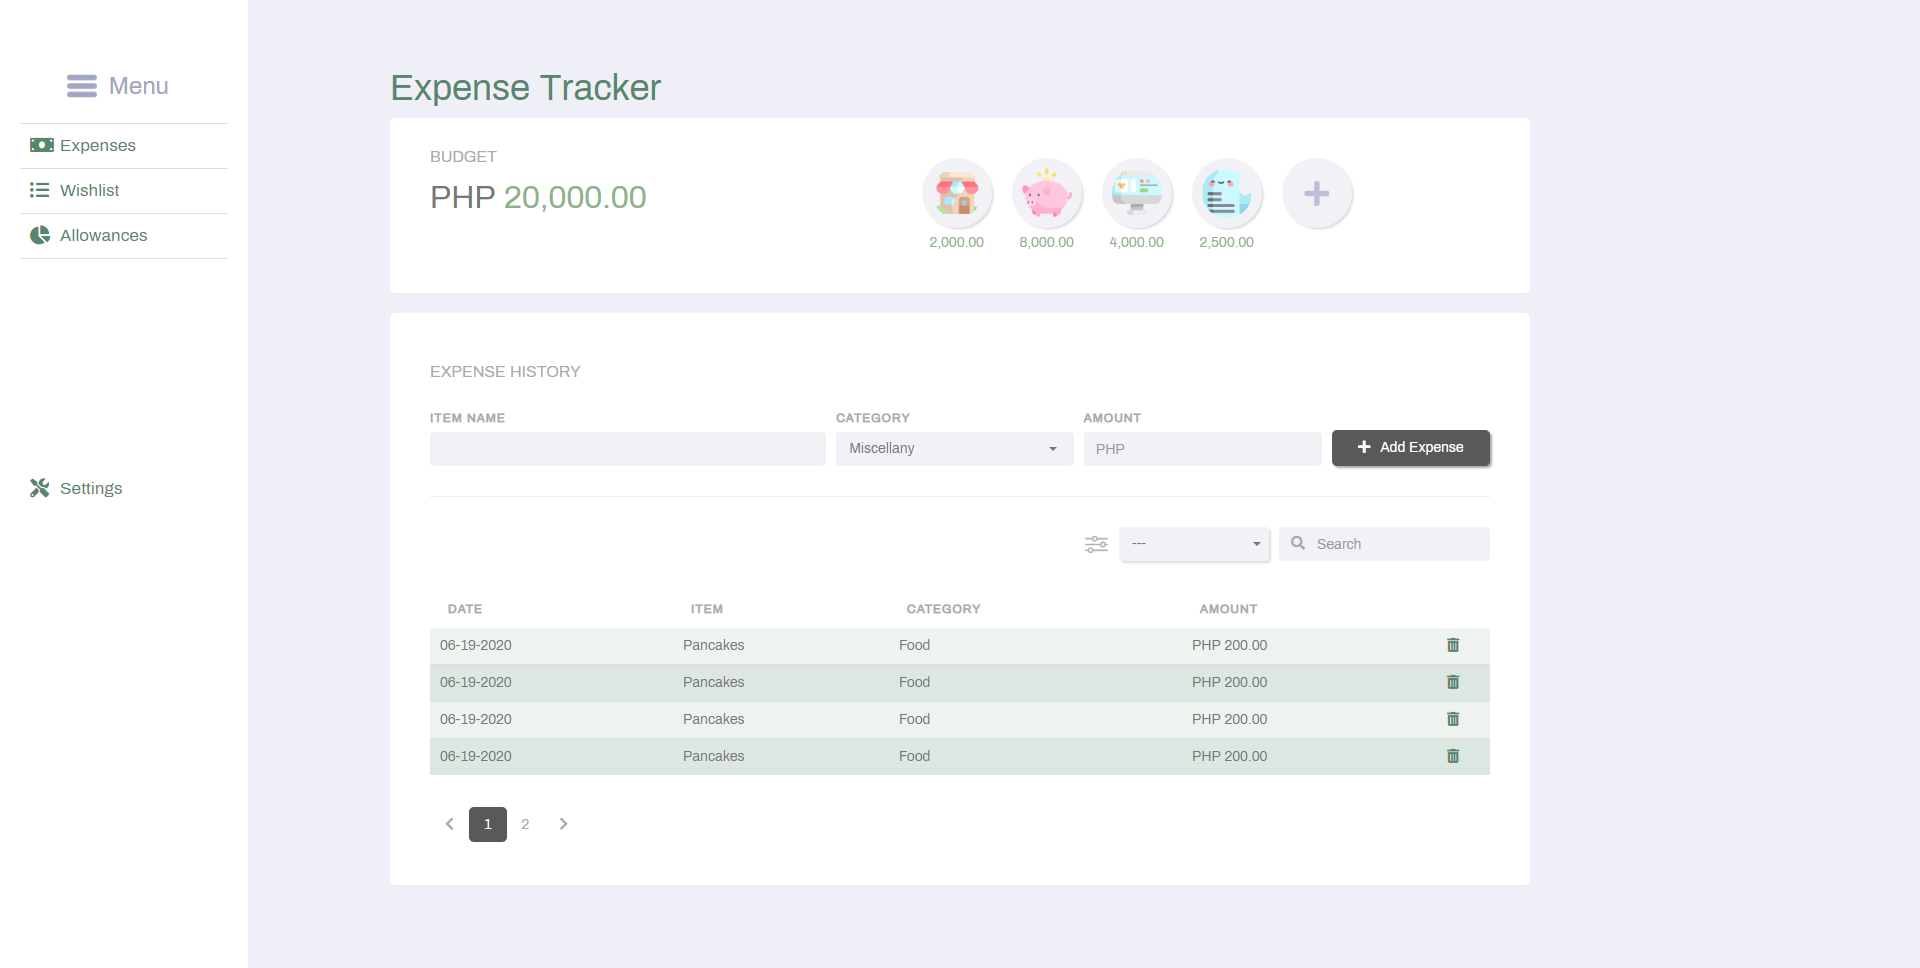 Menu
Expenses
Wishlist
Allowances
Settings
Expense Tracker
BUDGET
PHP 20,000.00
2,000.00 8,000.00 4,000.00 2,500.00
EXPENSE HISTORY
ITEM NAME CATEGORY AMOUNT
Miscellany PHP Add Expense
--- Search
DATE ITEM CATEGORY AMOUNT
06-19-2020 Pancakes Food PHP 200.00
06-19-2020 Pancakes Food PHP 200.00
06-19-2020 Pancakes Food PHP 200.00
06-19-2020 Pancakes Food PHP 200.00
1 2